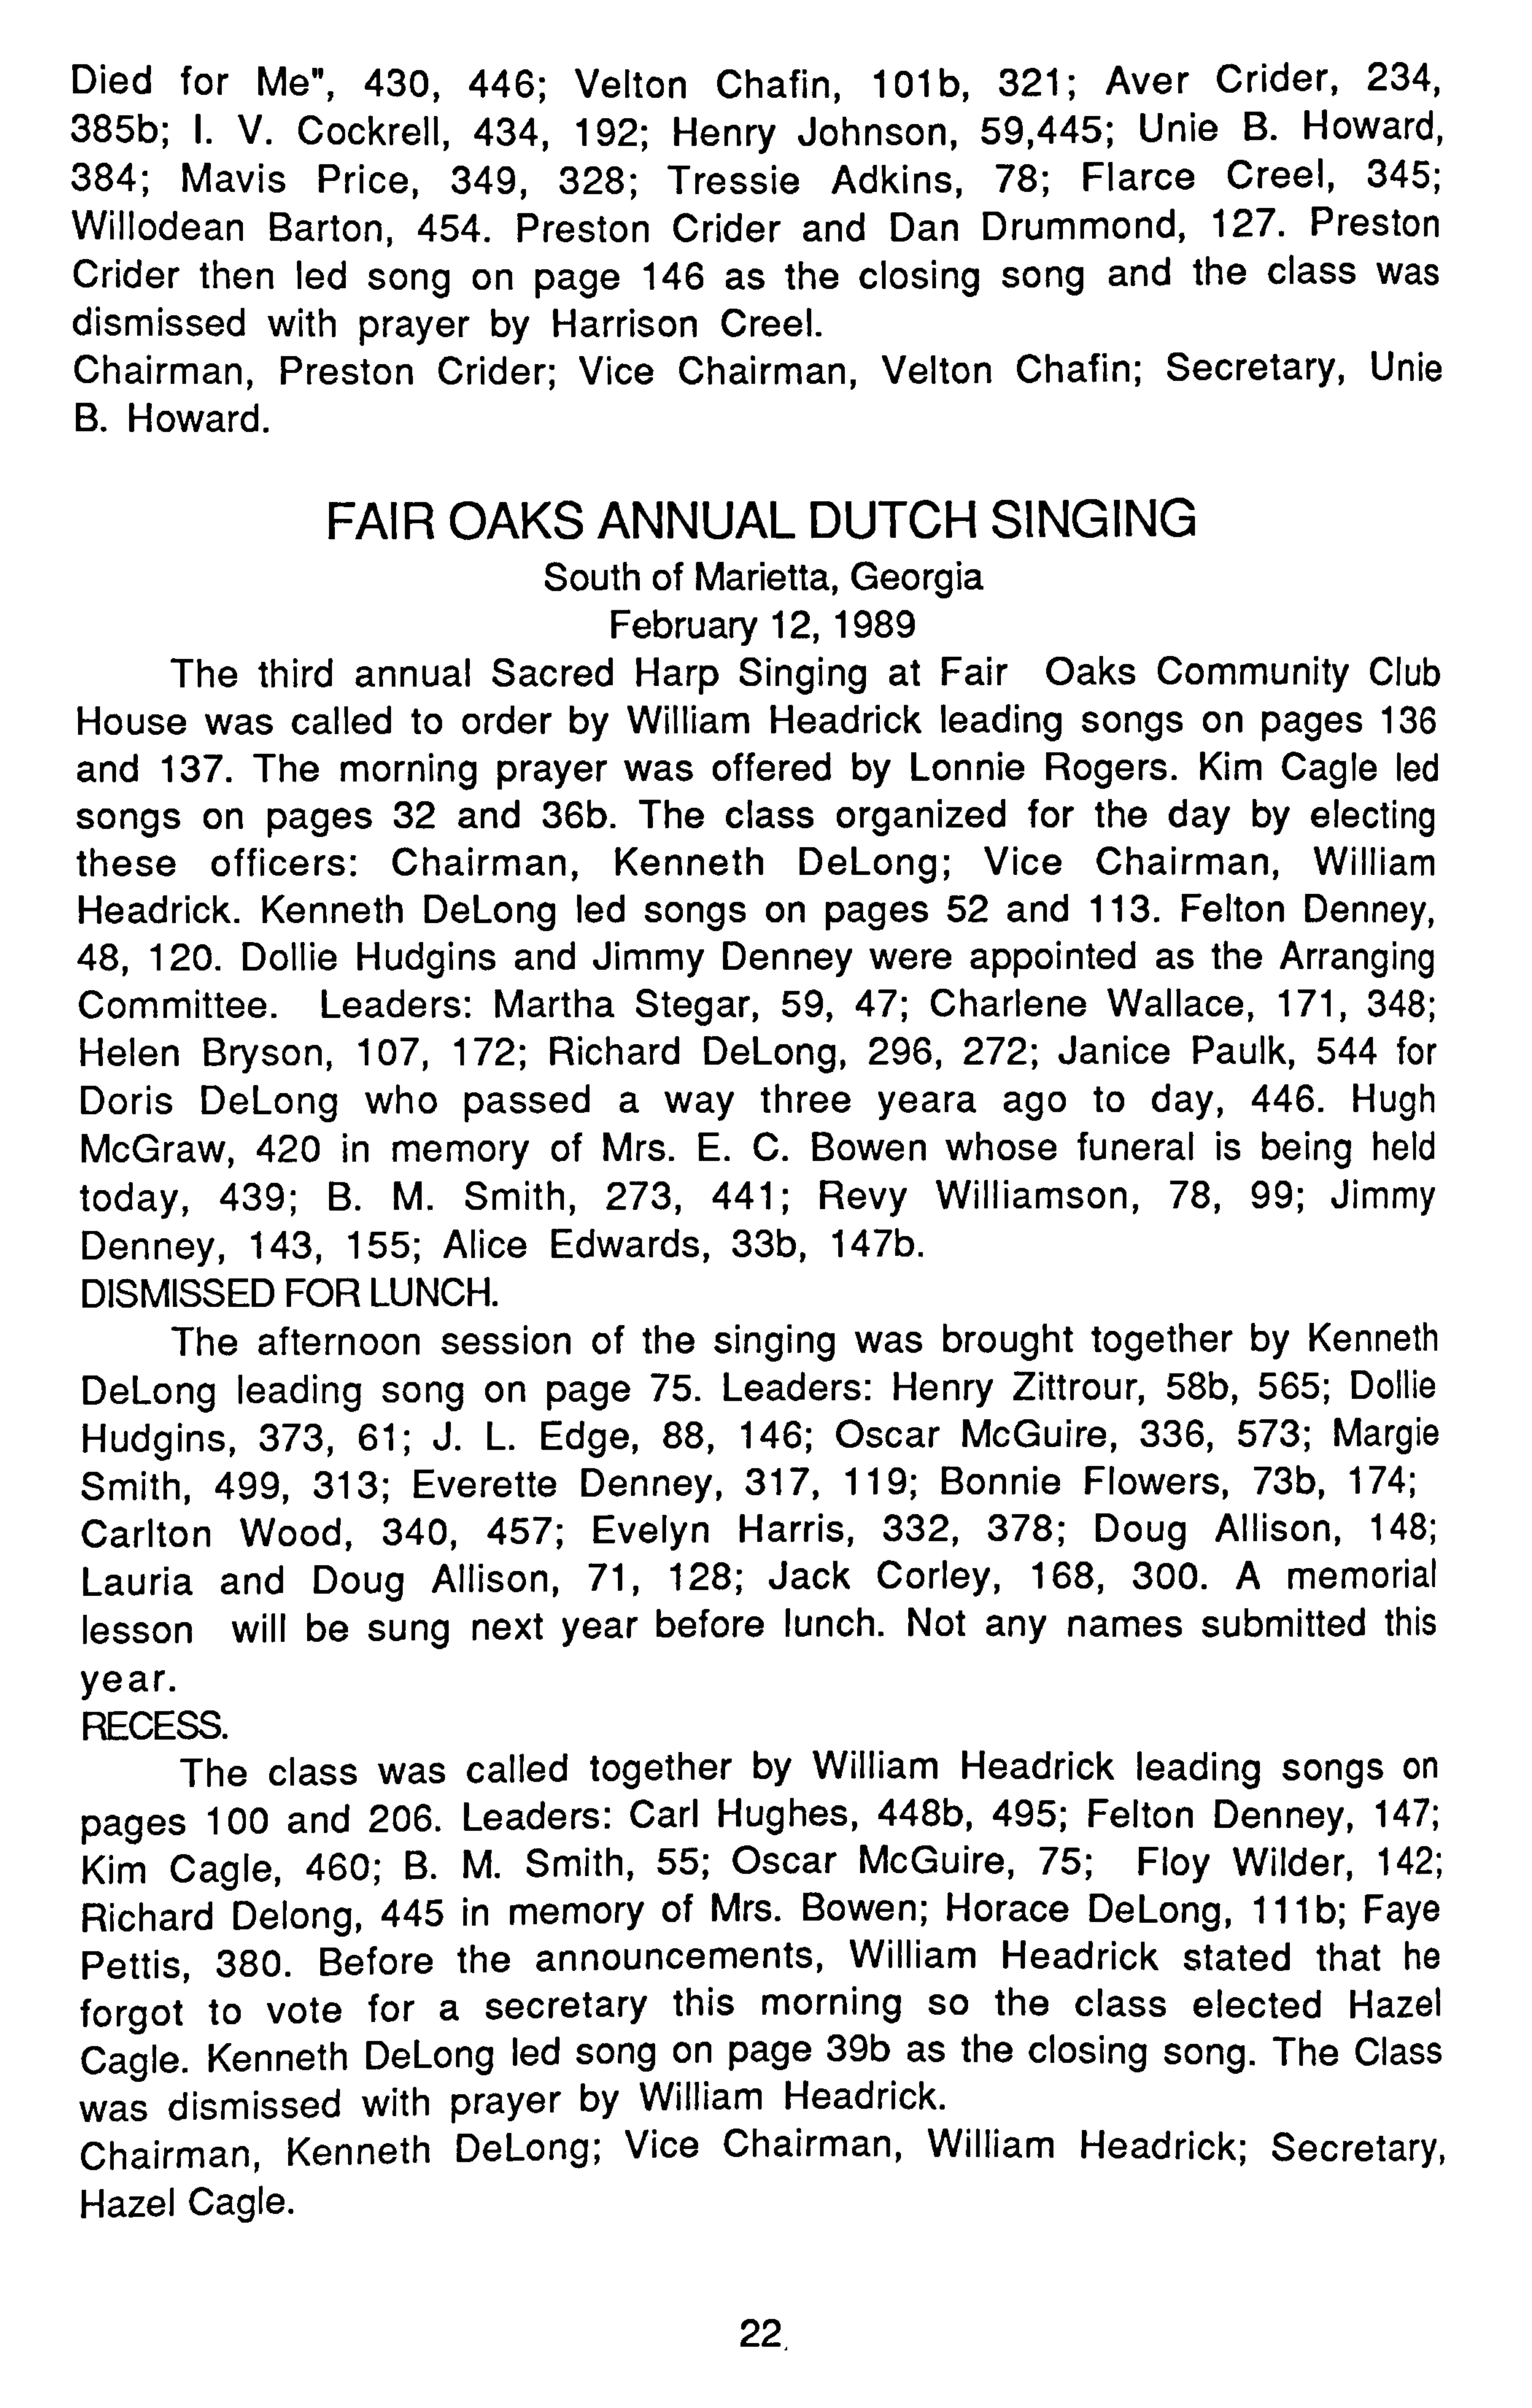 Died for Me", 430, 446; Velton Chafin, 101b, 321; Aver Crider, 234,
385b; I. V. Cockrell, 434, 192; Henry Johnson, 59,445; Unie B. Howard,
384; Mavis Price, 349, 328; Tressie Adkins, 78; Flarce Creel, 345;
Willodean Barton, 454. Preston Crider and Dan Drummond, 127. Preston
Crider then led song on page 146 as the closing song and the class was
dismissed with prayer by Harrison Creel.
Chairman, Preston Crider; Vice Chairman, Velton Chafin; Secretary, Unie
B. Howard.
FAIR OAKS ANNUAL DUTCH SINGING
South of Marietta, Georgia
February 12, 1989
The third annual Sacred Harp Singing at Fair Oaks Community Club
House was called to order by William Headrick leading songs on pages 136
and 137. The morning prayer was offered by Lonnie Rogers. Kim Cagle led
songs on pages 32 and 36b. The class organized for the day by electing
these officers: Chairman, Kenneth DeLong; Vice Chairman, William
Headrick. Kenneth DeLong led songs on pages 52 and 113. Felton Denney,
48, 120. Dollie Hudgins and Jimmy Denney were appointed as the Arranging
Committee. Leaders: Martha Stegar, 59, 47; Charlene Wallace, 171, 348;
Helen Bryson, 107, 172; Richard DeLong, 296, 272; Janice Paulk, 544 for
Doris DeLong who passed a way three yeara ago to day, 446. Hugh
McGraw, 420 in memory of Mrs. E. C. Bowen whose funeral is being held
today, 439; B. M. Smith, 273, 441; Revy Williamson, 78, 99; Jimmy
Denney, 143, 155; Alice Edwards, 33b, 147b.
DISMISSED FOR LUNCH.
The afternoon session of the singing was brought together by Kenneth
DeLong leading song on page 75. Leaders: Henry Zittrour, 58b, 565; Dollie
Hudgins, 373, 61; J. L. Edge, 88, 146; Oscar McGuire, 336, 573; Margie
Smith, 499, 313; Everette Denney, 317, 119; Bonnie Flowers, 73b, 174;
Carlton Wood, 340, 457; Evelyn Harris, 332, 378; Doug Allison, 148;
Lauria and Doug Allison, 71, 128; Jack Corley, 168, 300. A memorial
lesson will be sung next year before lunch. Not any names submitted this
year.
RECESS.
The class was called together by William Headrick leading songs on
pages 100 and 206. Leaders: Carl Hughes, 448b, 495; Felton Denney, 147;
Kim Cagle, 460; B. M. Smith, 55; Oscar McGuire, 75; Floy Wilder, 142;
Richard Delong, 445 in memory of Mrs. Bowen; Horace DeLong, 111b; Faye
Pettis, 380. Before the announcements, William Headrick stated that he
forgot to vote for a secretary this morning so the class elected Hazel
Cagle. Kenneth DeLong led song on page 39b as the closing song. The Class
was dismissed with prayer by William Headrick.
Chairman, Kenneth DeLong; Vice Chairman, William Headrick; Secretary,
Hazel Cagle.
22